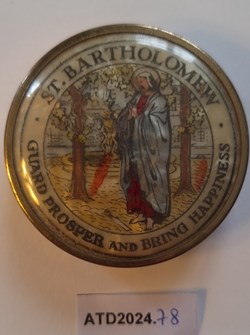 ST. BARTHOLOMEW
GUARD PROSPER AND BRING HAPPINESS
ATD2024.78